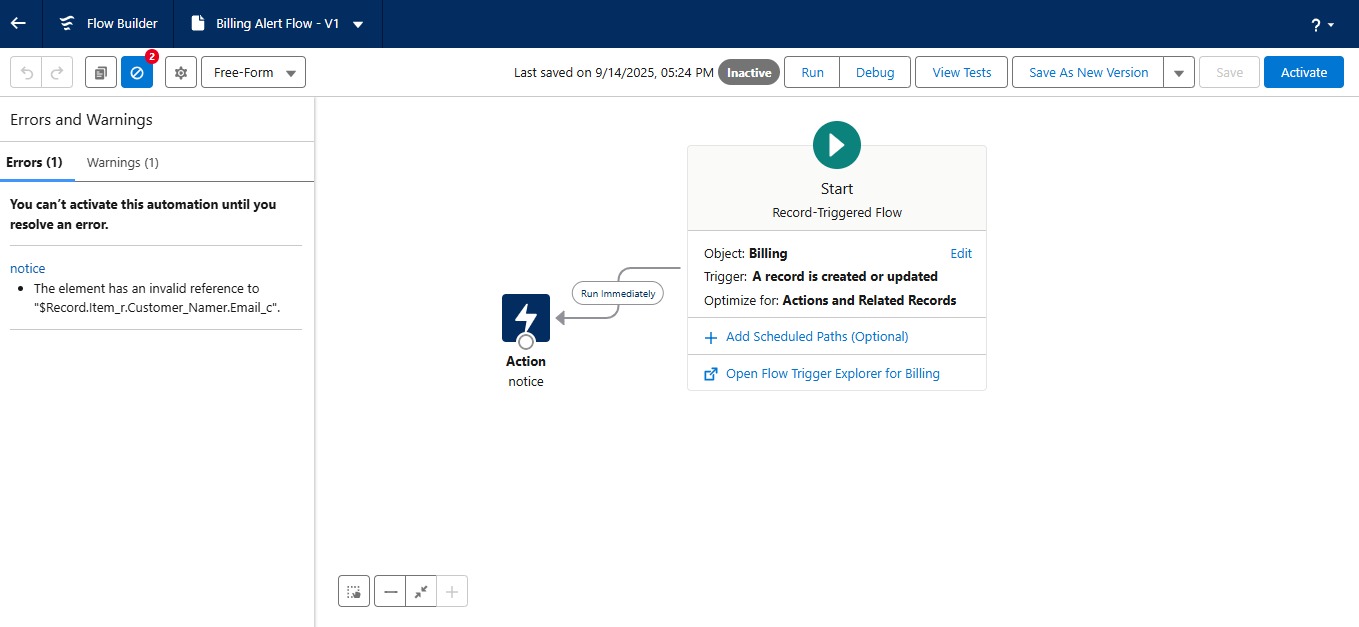 Flow Builder
Billing Alert Flow - V1
?
2
Free-Form
Last saved on 9/14/2025, 05:24 PM
Inactive
Run
Debug
View Tests
Save As New Version
Save
Activate
Errors and Warnings
Errors (1)
Warnings (1)
You can’t activate this automation until you
resolve an error.
notice
• The element has an invalid reference to
"$Record.Item_r.Customer_Namer.Email_c".
Start
Record-Triggered Flow
Object: Billing
Edit
Trigger: A record is created or updated
Optimize for: Actions and Related Records
Add Scheduled Paths (Optional)
Open Flow Trigger Explorer for Billing
Run Immediately
Action
notice